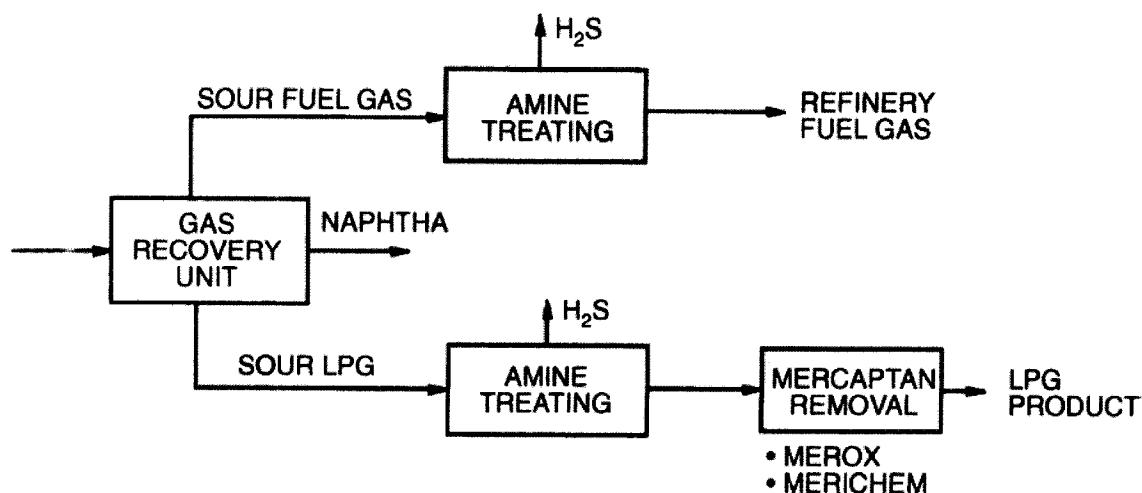 H₂S
SOUR FUEL GAS
AMINE
TREATING
REFINERY
FUEL GAS
GAS
RECOVERY
UNIT
NAPHTHA
H₂S
SOUR LPG
AMINE
TREATING
MERCAPTAN
REMOVAL
LPG
PRODUCT
• MEROX
• MERICHEM